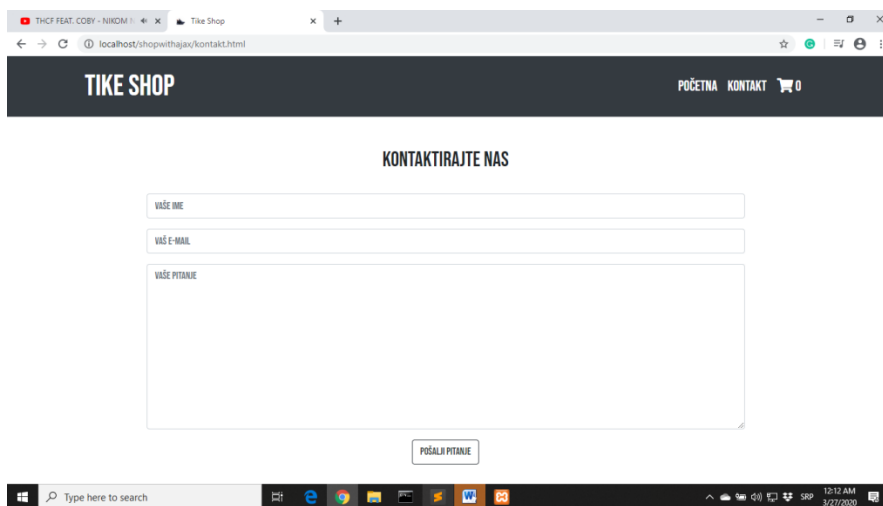 THCF FEAT. COBY - NIKOM N
Tike Shop
localhost/shopwithajax/kontakt.html
TIKE SHOP
POČETNA KONTAKT 0
KONTAKTIRAJTE NAS
VAŠE IME
VAŠ E-MAIL
VAŠE PITANJE
POŠALJI PITANJE
Type here to search
SRP
12:12 AM
3/27/2020